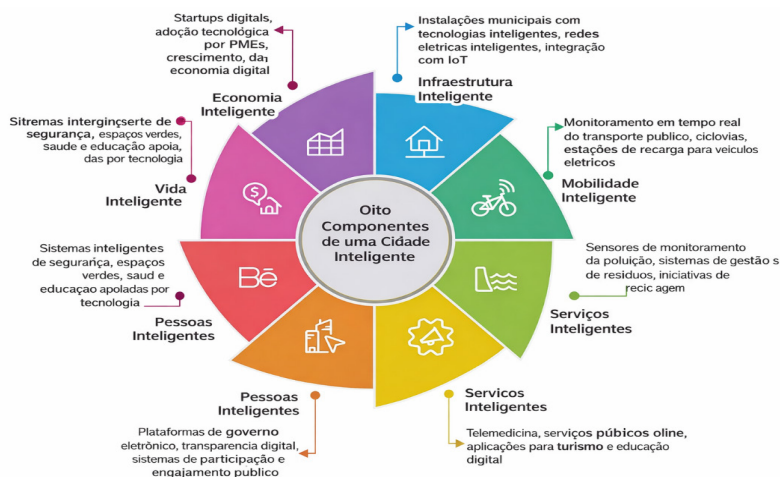 Startups digitals,
adoção tecnológica
por PMEs,
crescimento, da1
economia digital
Economia
Inteligente
Instalações municipais com
tecnologias inteligentes, redes
eletricas inteligentes, integração
com IoT
Infraestrutura
Inteligente
Sitremas interginçserte de
segurança, espaços verdes,
saude e educação apoia,
das por tecnologia
Vida
Inteligente
Monitoramento em tempo real
do transporte publico, ciclovias,
estações de recarga para veiculos
eletricos
Mobilidade
Inteligente
Oito
Componentes
de uma Cidade
Inteligente
Sistemas inteligentes
de segurança, espaços
verdes, saud e
educaçao apoladas por
tecnologia
Bē
Pessoas
Inteligentes
Sensores de monitoramento
da poluição, sistemas de gestão s
de residuos, iniciativas de
recic agem
Serviços
Inteligentes
Pessoas
Inteligentes
Plataformas de governo
eletrònico, transparencia digital,
sistemas de participação e
engajamento publico
Servicos
Inteligentes
Telemedicina, serviços púbicos oline,
aplicações para turismo e educação
digital